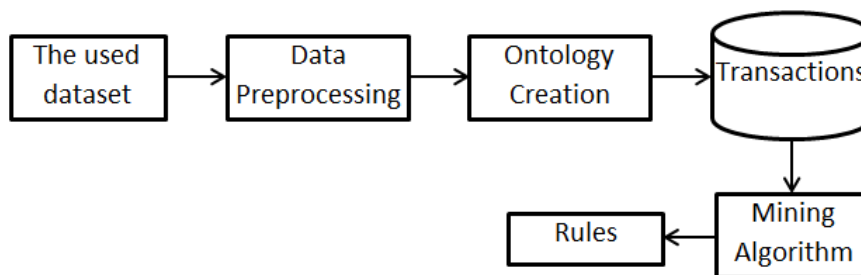 The used
dataset
Data
Preprocessing
Ontology
Creation
Transactions
Mining
Algorithm
Rules